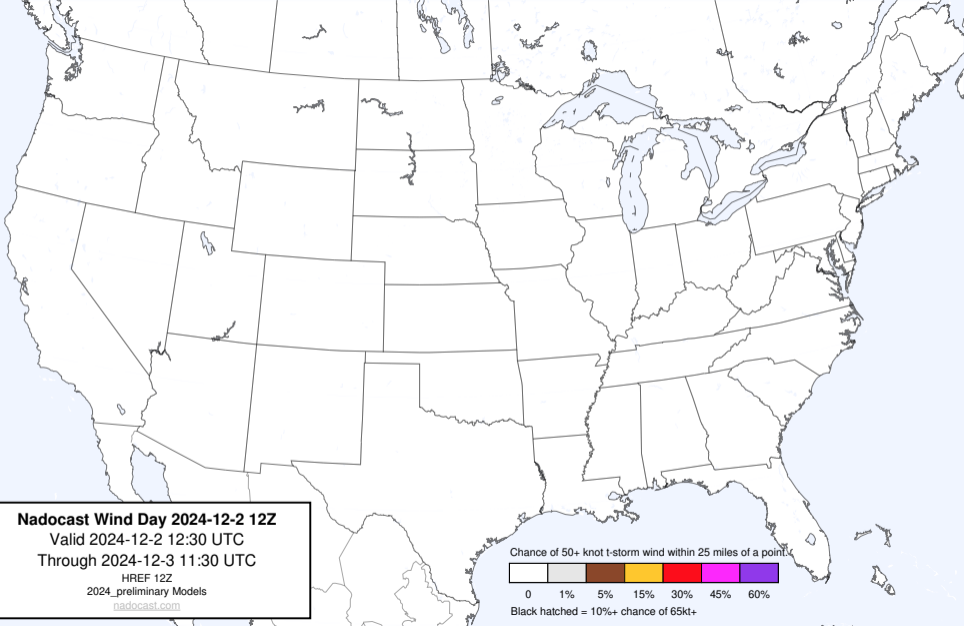 Nadocast Wind Day 2024-12-2 12Z
Valid 2024-12-2 12:30 UTC
Through 2024-12-3 11:30 UTC
HREF 12Z
2024_preliminary Models
nadocast.com
Chance of 50+ knot t-storm wind within 25 miles of a point.
0 1% 5% 15% 30% 45% 60%
Black hatched = 10%+ chance of 65kt+